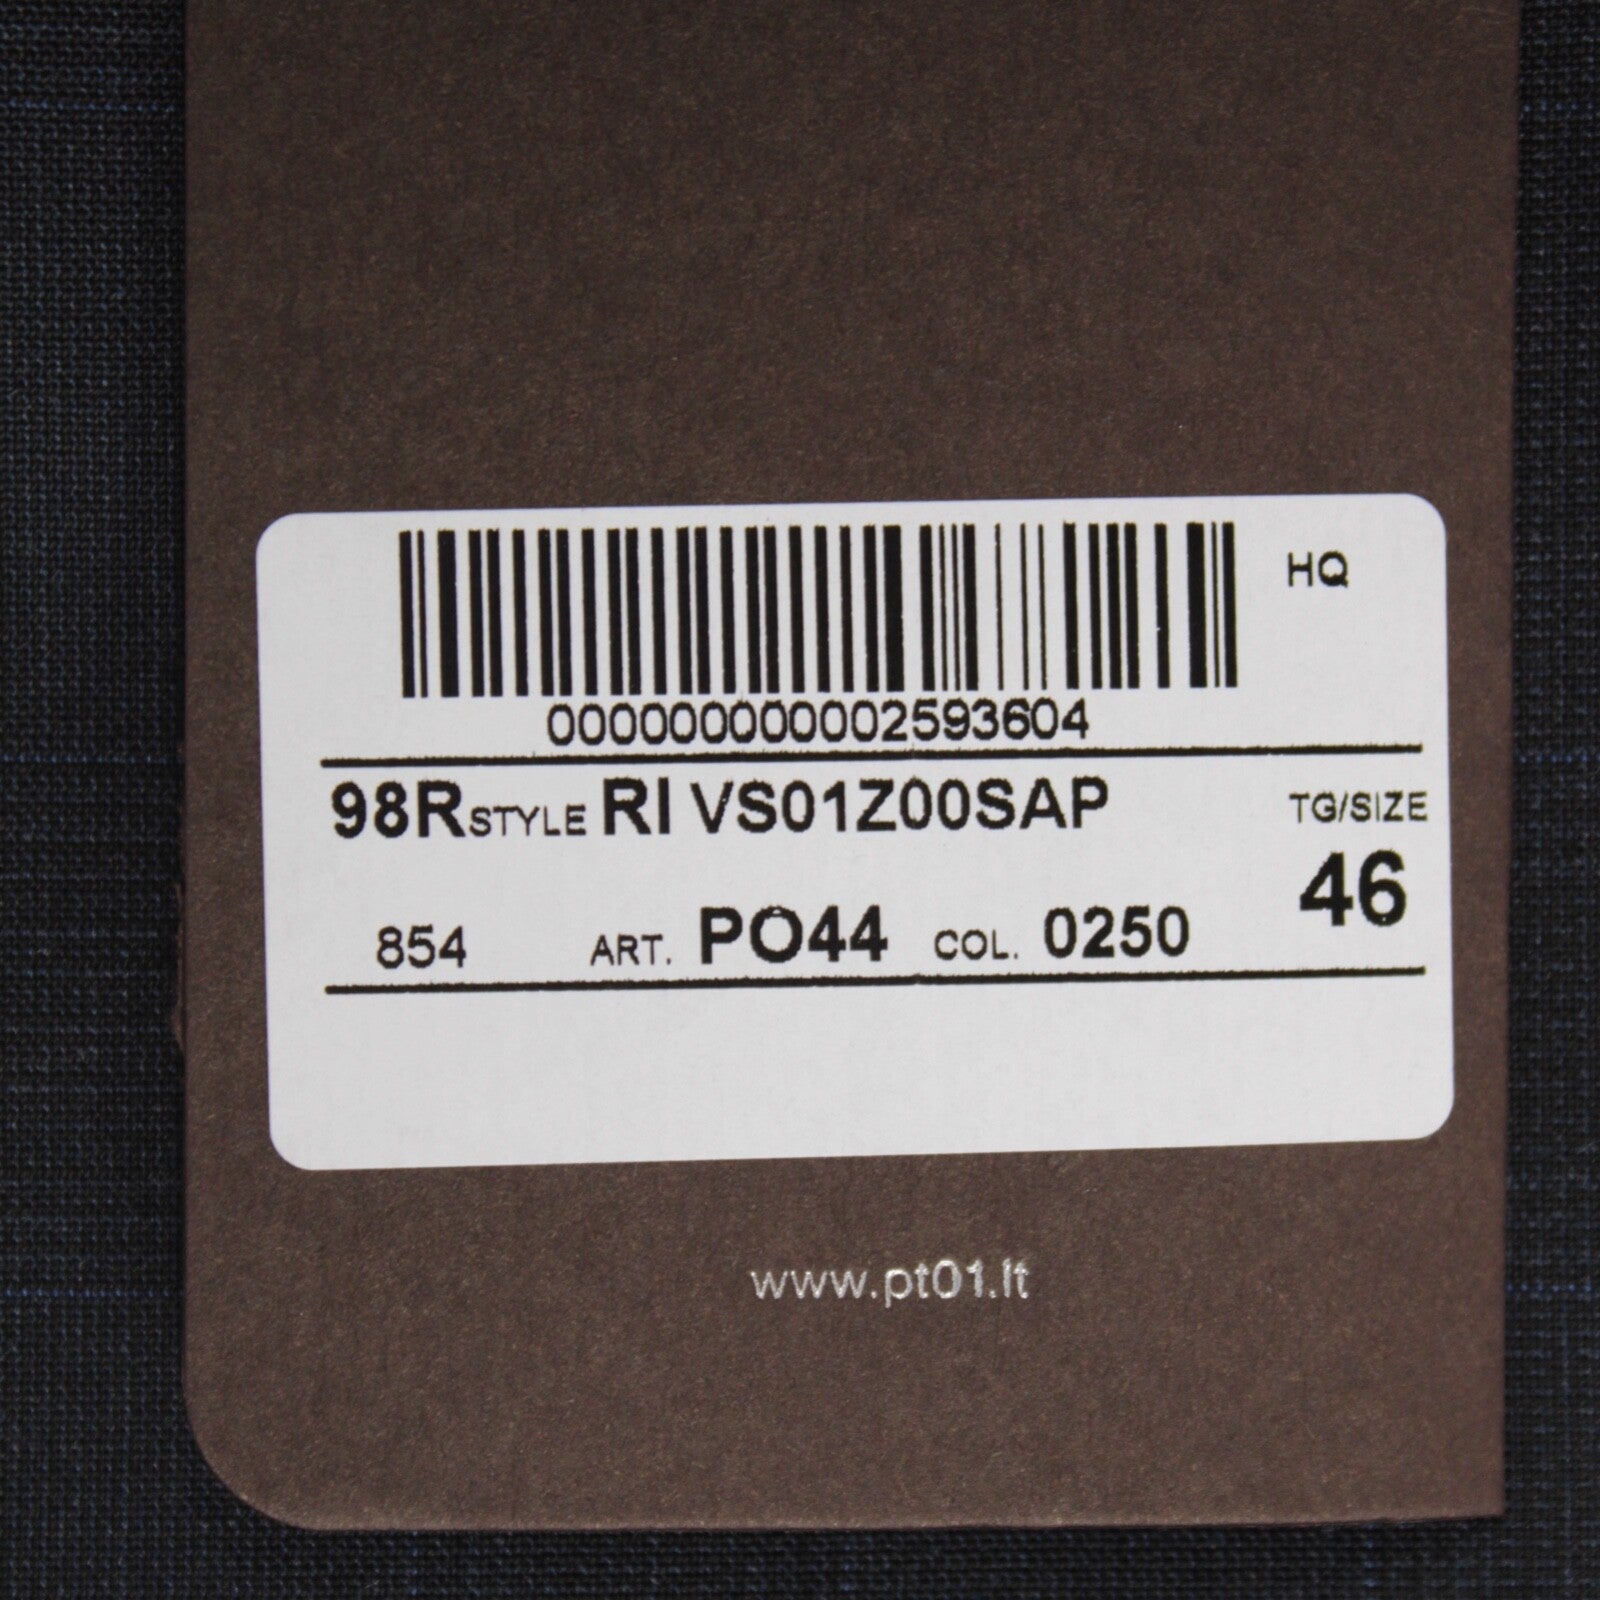 HQ
000000000002593604
98R STYLE RI VS01Z00SAP TG/SIZE
46
854 ART. PO44 COL. 0250
www.pt01.it